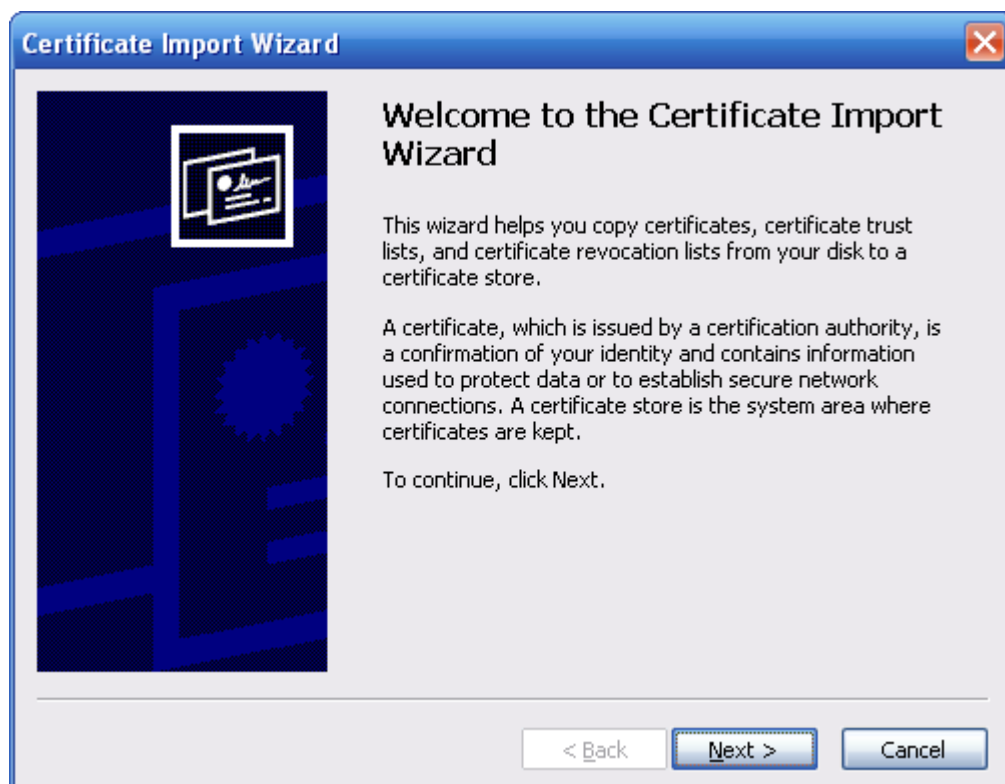 Certificate Import Wizard
Welcome to the Certificate Import
Wizard
This wizard helps you copy certificates, certificate trust
lists, and certificate revocation lists from your disk to a
certificate store.
A certificate, which is issued by a certification authority, is
a confirmation of your identity and contains information
used to protect data or to establish secure network
connections. A certificate store is the system area where
certificates are kept.
To continue, click Next.
< Back Next > Cancel